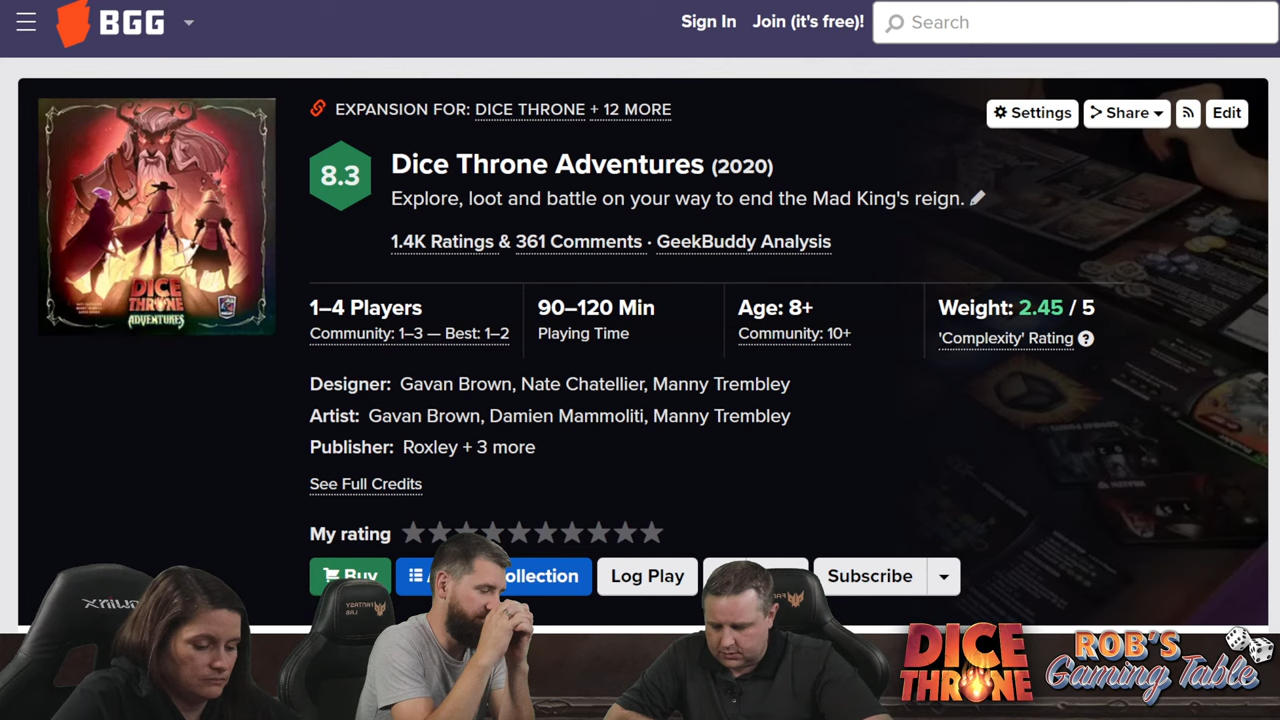 BGG
Sign In
Join (it's free)!
Search
EXPANSION FOR: DICE THRONE + 12 MORE
Settings
Share
Edit
8.3
Dice Throne Adventures (2020)
Explore, loot and battle on your way to end the Mad King's reign.
1.4K Ratings & 361 Comments · GeekBuddy Analysis
DICE
THRONE
ADVENTURES
1–4 Players
Community: 1–3 — Best: 1–2
90–120 Min
Playing Time
Age: 8+
Community: 10+
Weight: 2.45 / 5
'Complexity' Rating ?
Designer: Gavan Brown, Nate Chatellier, Manny Trembley
Artist: Gavan Brown, Damien Mammoliti, Manny Trembley
Publisher: Roxley + 3 more
See Full Credits
My rating
Buy
Log Play
Subscribe
FANTASY
LAB
DICE
THRONE
ROB'S
Gaming Table